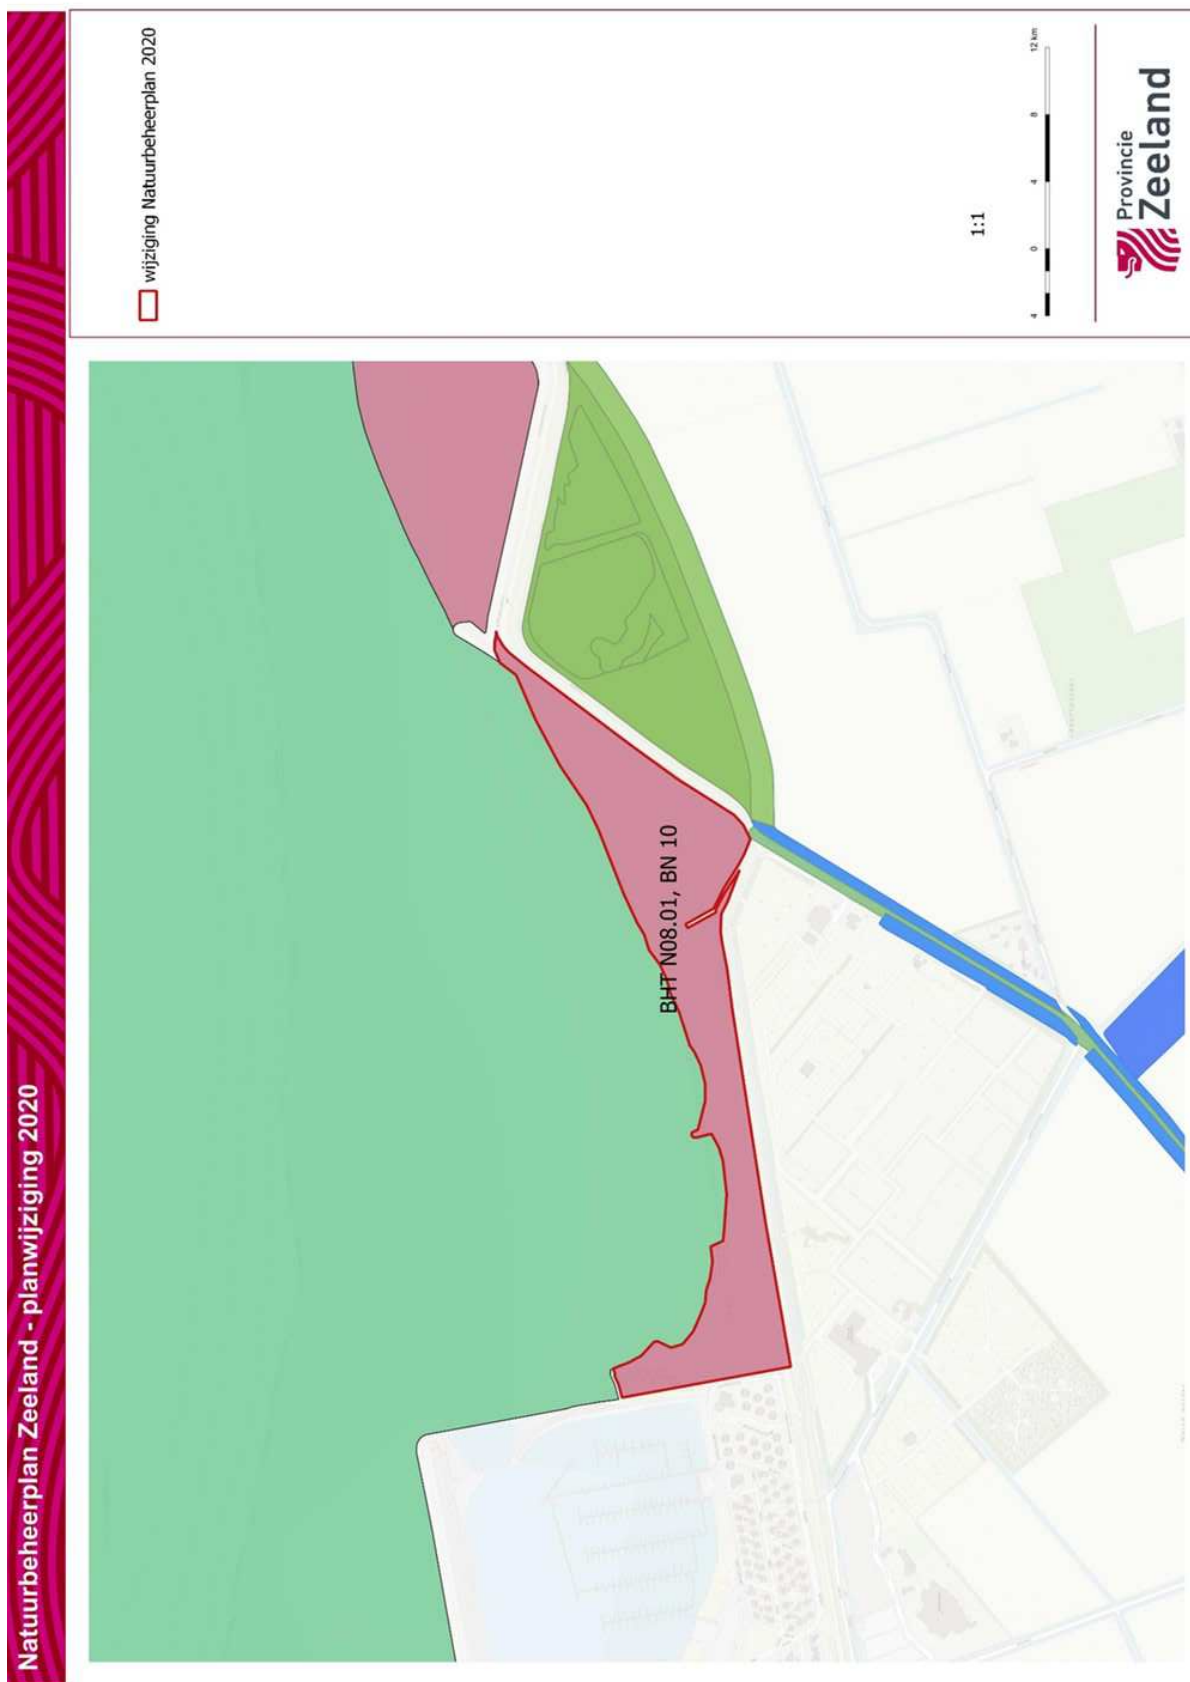 Natuurbeheerplan Zeeland - planwijziging 2020
wijziging Natuurbeheerplan 2020
BHT N08.01, BN 10
1:1
4 0 4 8 12 km
Provincie
Zeeland